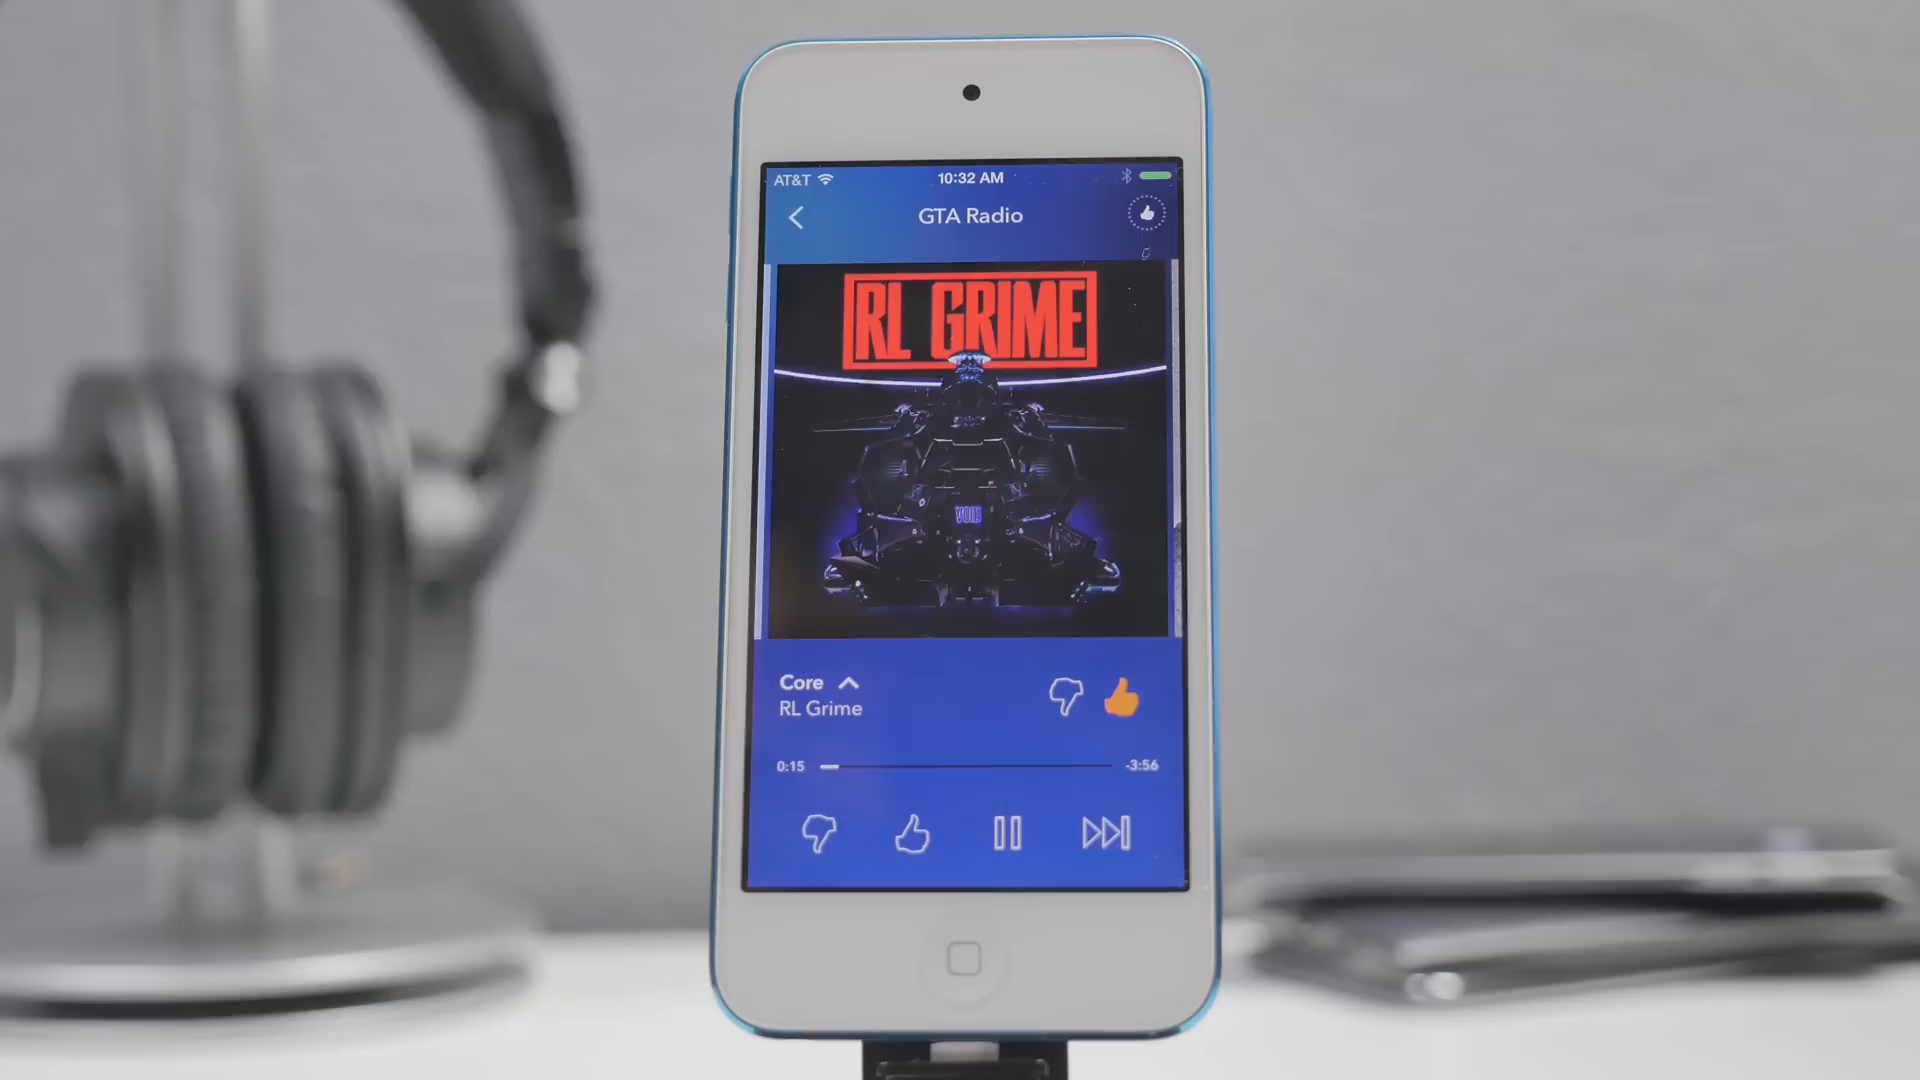 AT&T 10:32 AM
GTA Radio
RL GRIME
VOID
Core
RL Grime
0:15 -3:56